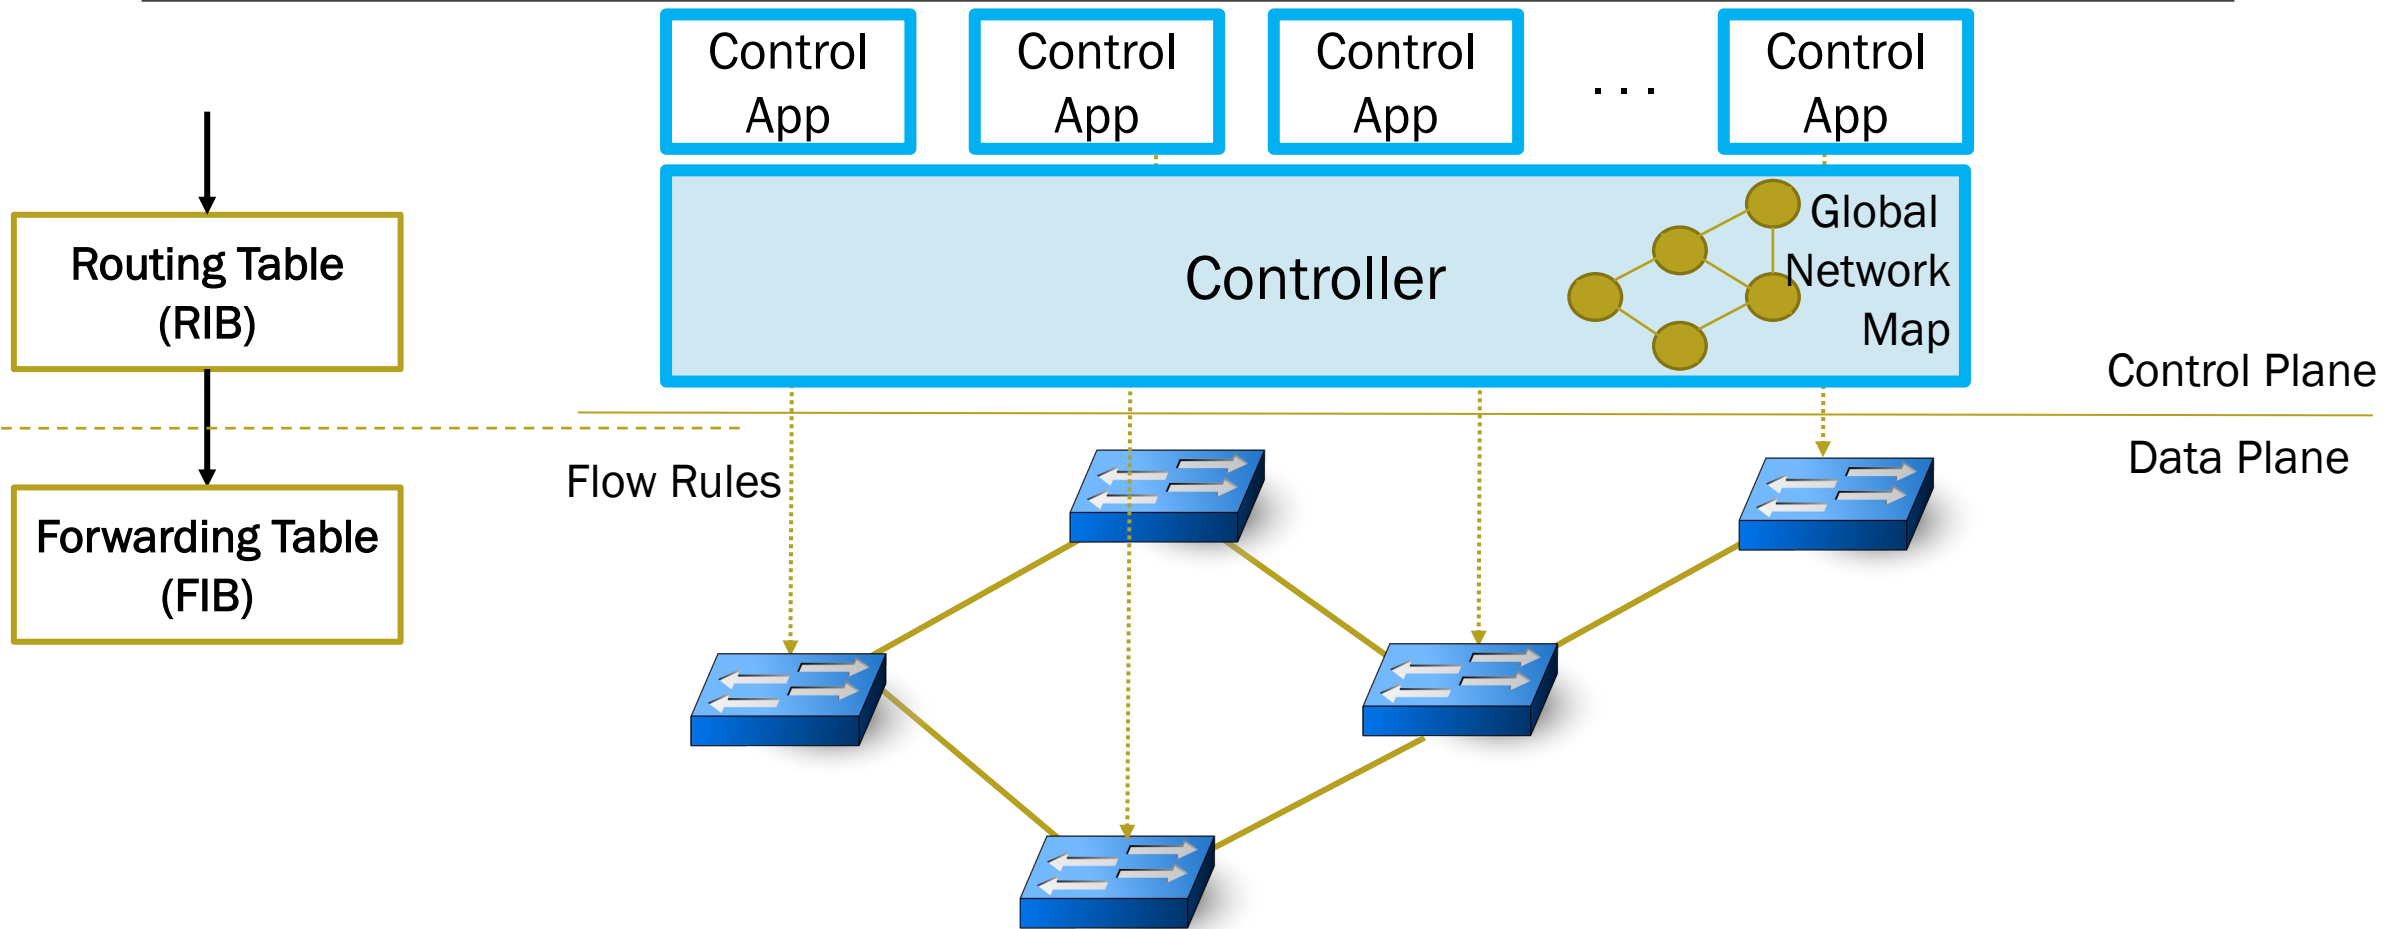 Control
App
Control
App
Control
App
. . .
Control
App
Routing Table
(RIB)
Controller
Global
Network
Map
Control Plane
Data Plane
Flow Rules
Forwarding Table
(FIB)